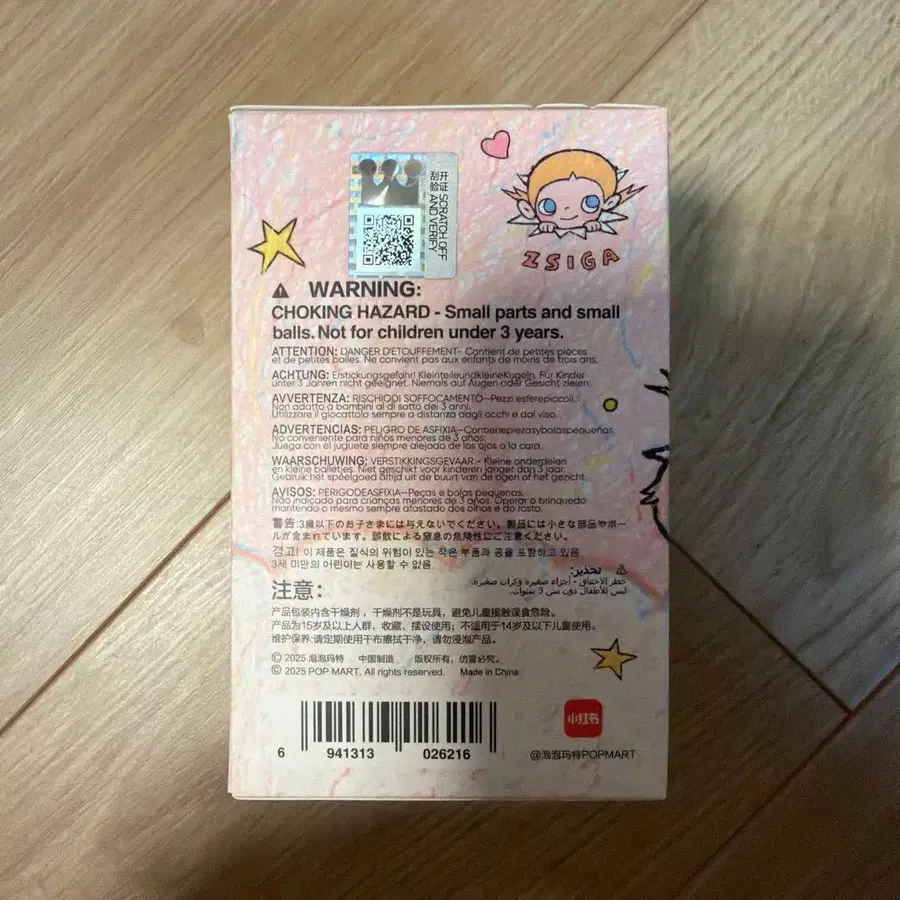 刮开
验证 SCRATCH OFF
AND VERIFY
ZSIGA
⚠ WARNING:
CHOKING HAZARD - Small parts and small
balls. Not for children under 3 years.
ATTENTION: DANGER D'ETOUFFEMENT- Contient de petites pièces
et de petites balles. Ne convient pas aux enfants de moins de trois ans.
ACHTUNG: Erstickungsgefahr! KleinteileundkleineKugeln. Für Kinder
unter 3 Jahren nicht geeignet. Niemals auf Augen oder Gesicht zielen.
AVVERTENZA: RISCHIODI SOFFOCAMENTO-Pezzi esferepiccoli.
Non adatto a bambini al di sotto dei 3 anni.
Utilizzare il giocattolo sempre a distanza dagli occhi e dal viso.
ADVERTENCIAS: PELIGRO DE ASFIXIA-Contienepiezasybolaspequeñas.
No conveniente para niños menores de 3 años.
Juega con el juguete siempre alejado de los ojos o la cara.
WAARSCHUWING: VERSTIKKINGSGEVAAR - Kleine onderdelen
en kleine balletjes. Niet geschikt voor kinderen jonger dan 3 jaar.
Gebruik het speelgoed altijd uit de buurt van de ogen of het gezicht.
AVISOS: PERIGODEASFIXIA-Peças e bolas pequenas.
Não indicado para crianças menores de 3 años. Operar o brinquedo
mantendo o mesmo sempre afastado dos olhos e do rosto.
警告:3歳以下のお子さまには与えないでください。製品には小さな部品やボー
ルが含まれています。誤飲による窒息の危険性にご注意ください。
경고! 이 제품은 질식의 위험이 있는 작은 부품과 공을 포함하고 있음
3세 미만의 어린이는 사용할 수 없음
⚠ تحذير:
خطر الاختناق - أجزاء صغيرة وكرات صغيرة.
ليس للأطفال دون سن 3 سنوات.
注意:
产品包装内含干燥剂，干燥剂不是玩具，避免儿童接触误食危险。
产品为15岁及以上人群，收藏、摆设使用；不适用于14岁及以下儿童使用。
维护保养:请定期使用干布擦拭干净，请勿浸泡产品。
© 2025 泡泡玛特 中国制造 版权所有，仿冒必究。
© 2025 POP MART. All rights reserved. Made in China
6 941313 026216
小红书
@泡泡玛特POPMART